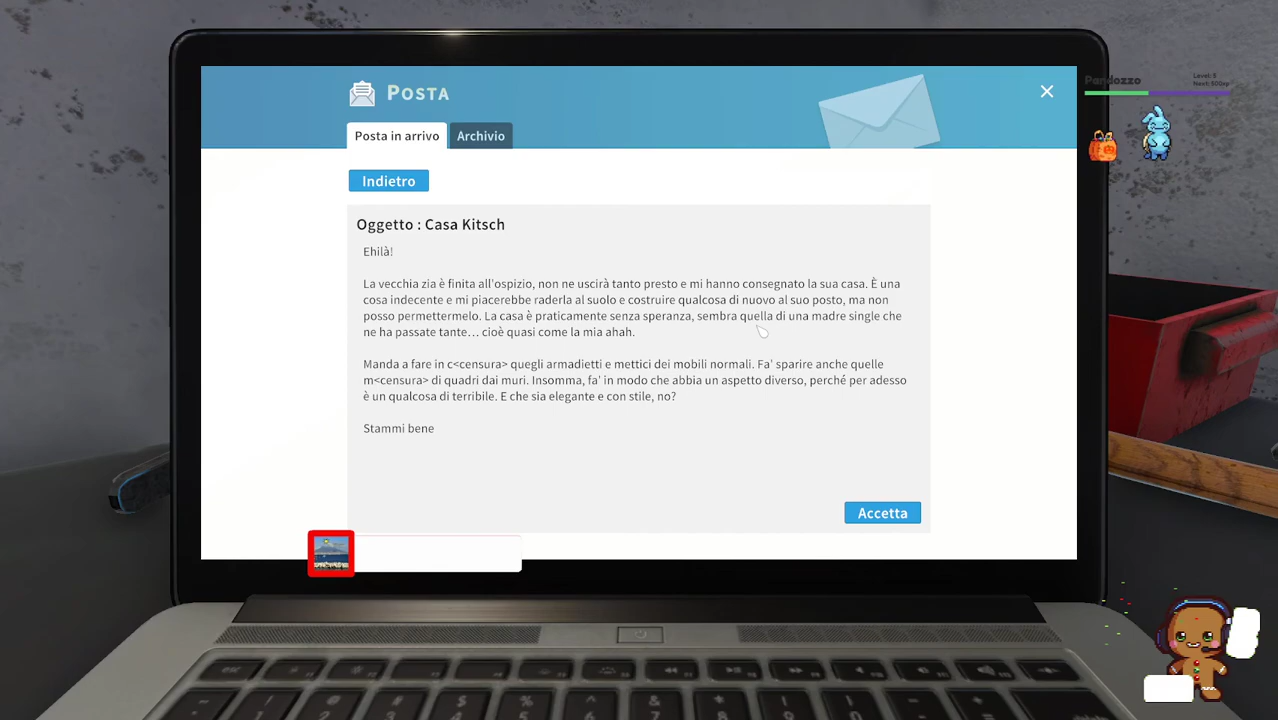 POSTA
Pandozzo
Level: 5
Next: 600xp
Posta in arrivo
Archivio
Indietro
Oggetto : Casa Kitsch
Ehilà!
La vecchia zia è finita all'ospizio, non ne uscirà tanto presto e mi hanno consegnato la sua casa. È una
cosa indecente e mi piacerebbe raderla al suolo e costruire qualcosa di nuovo al suo posto, ma non
posso permettermelo. La casa è praticamente senza speranza, sembra quella di una madre single che
ne ha passate tante... cioè quasi come la mia ahah.
Manda a fare in c<censura> quegli armadietti e mettici dei mobili normali. Fa' sparire anche quelle
m<censura> di quadri dai muri. Insomma, fa' in modo che abbia un aspetto diverso, perché per adesso
è un qualcosa di terribile. E che sia elegante e con stile, no?
Stammi bene
Accetta